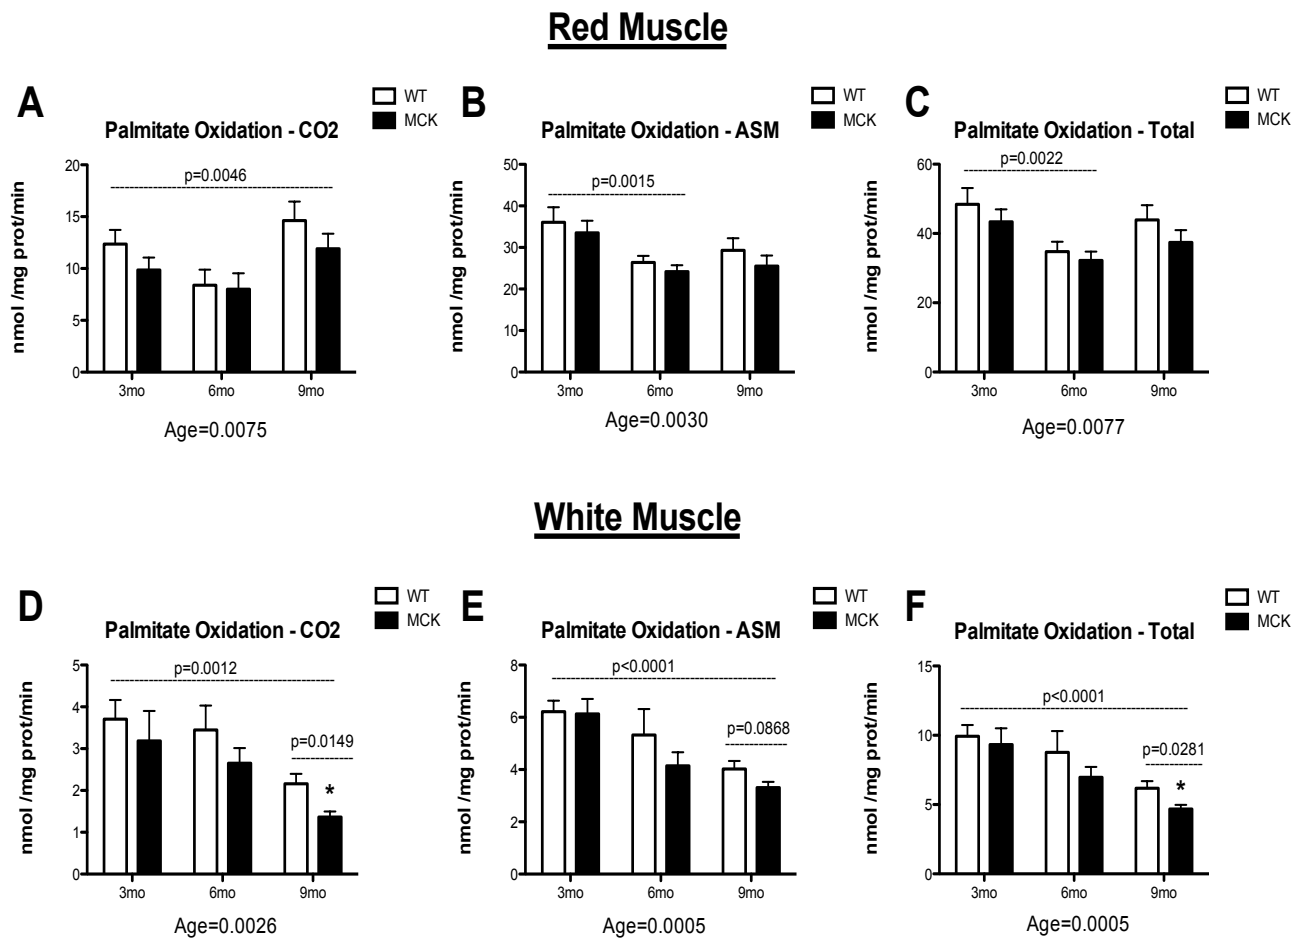 Red Muscle
A
WT
MCK
Palmitate Oxidation - CO2
nmol /mg prot/min
20
15
10
5
0
p=0.0046
3mo 6mo 9mo
Age=0.0075
B
WT
MCK
Palmitate Oxidation - ASM
nmol /mg prot/min
50
40
30
20
10
0
p=0.0015
3mo 6mo 9mo
Age=0.0030
C
WT
MCK
Palmitate Oxidation - Total
nmol /mg prot/min
60
40
20
0
p=0.0022
3mo 6mo 9mo
Age=0.0077
White Muscle
D
WT
MCK
Palmitate Oxidation - CO2
nmol /mg prot/min
5
4
3
2
1
0
p=0.0012
p=0.0149
*
3mo 6mo 9mo
Age=0.0026
E
WT
MCK
Palmitate Oxidation - ASM
nmol /mg prot/min
8
6
4
2
0
p<0.0001
p=0.0868
3mo 6mo 9mo
Age=0.0005
F
WT
MCK
Palmitate Oxidation - Total
nmol /mg prot/min
15
10
5
0
p<0.0001
p=0.0281
*
3mo 6mo 9mo
Age=0.0005